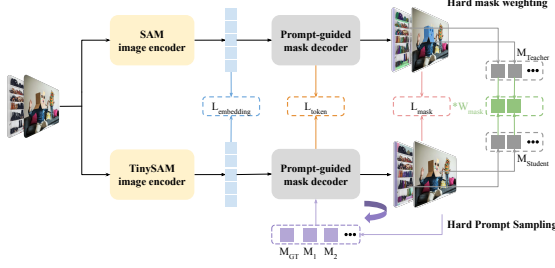 Hard mask weighting
SAM
image encoder
Prompt-guided
mask decoder
M_Teacher
L_embedding
L_token
L_mask
*W_mask
TinySAM
image encoder
Prompt-guided
mask decoder
M_Student
Hard Prompt Sampling
M_GT M_1 M_2